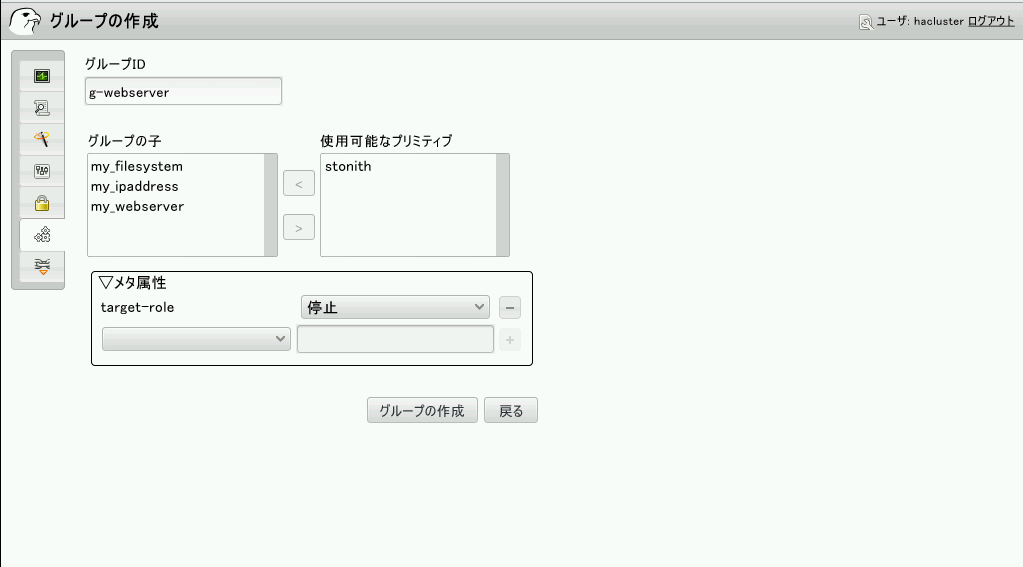 グループの作成
ユーザ: hacluster ログアウト
グループID
g-webserver
グループの子
使用可能なプリミティブ
my_filesystem
my_ipaddress
my_webserver
<
>
stonith
▽メタ属性
target-role
停止
−
+
グループの作成
戻る